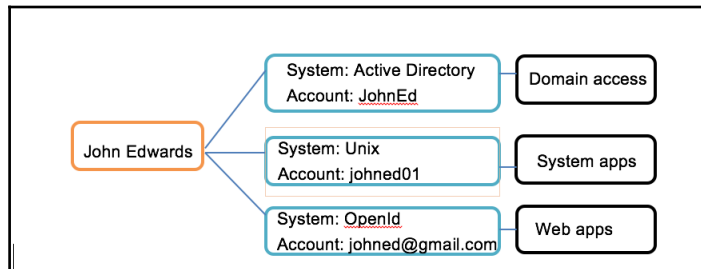 John Edwards
System: Active Directory
Account: JohnEd
Domain access
System: Unix
Account: johned01
System apps
System: OpenId
Account: johned@gmail.com
Web apps